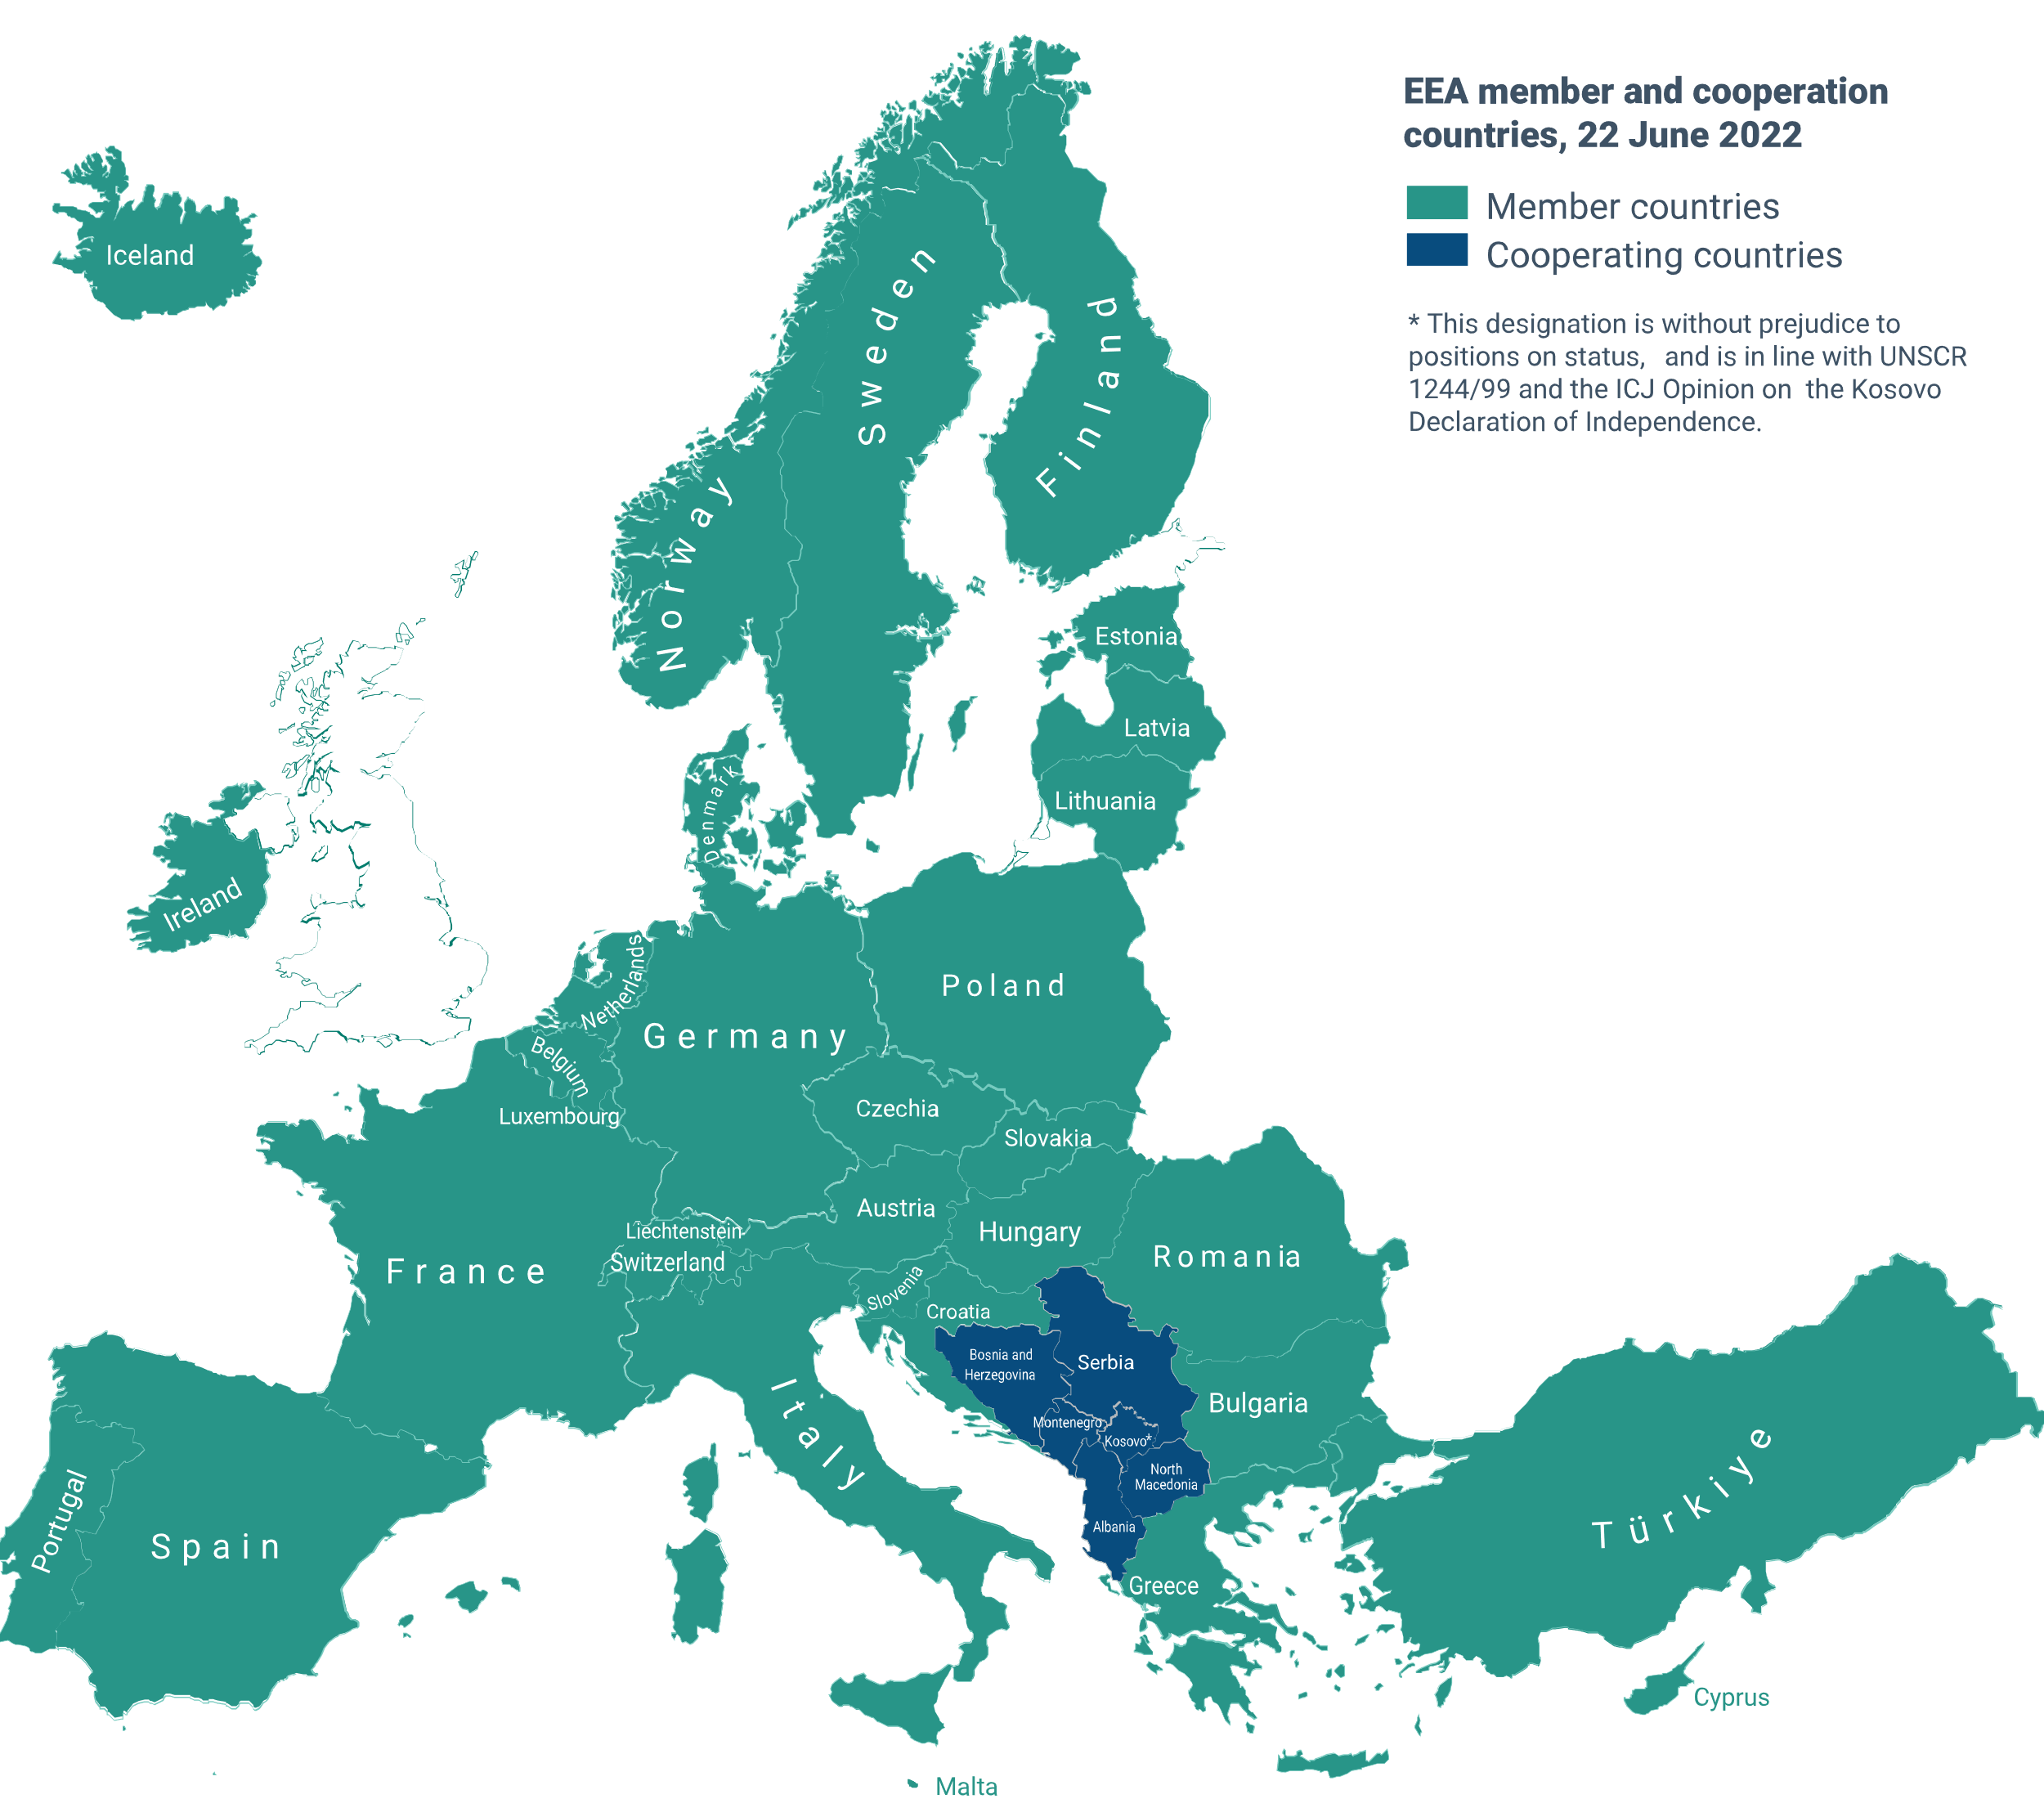 EEA member and cooperation
countries, 22 June 2022
Member countries
Cooperating countries
* This designation is without prejudice to
positions on status, and is in line with UNSCR
1244/99 and the ICJ Opinion on the Kosovo
Declaration of Independence.
Iceland
Sweden
Finland
Norway
Estonia
Latvia
Lithuania
Denmark
Ireland
Netherlands
Poland
Germany
Belgium
Luxembourg
Czechia
Slovakia
Austria
Liechtenstein
Hungary
Switzerland
France
Romania
Slovenia
Croatia
Bosnia and
Herzegovina
Serbia
Bulgaria
Italy
Montenegro
Kosovo*
North
Macedonia
Albania
Türkiye
Portugal
Spain
Greece
Cyprus
Malta